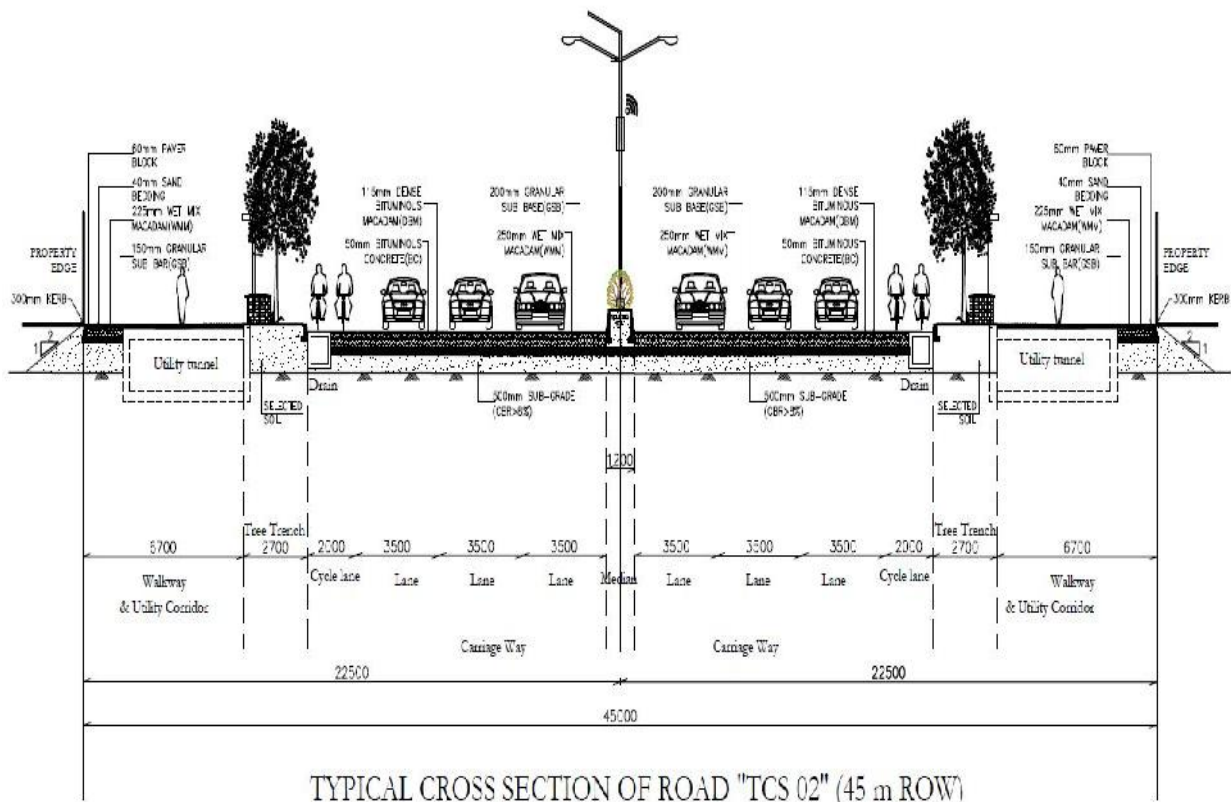 60mm PAVER
BLOCK
40mm SAND
BEDDING
225mm WET MIX
MACADAM(WMM)
150mm GRANULAR
SUB BAR(GSB)
PROPERTY
EDGE
300mm KERB
115mm DENSE
BITUMINOUS
MACADAM(DBM)
50mm BITUMINOUS
CONCRETE(BC)
200mm GRANULAR
SUB BASE(GSB)
250mm WET MIX
MACADAM(WMM)
200mm GRANULAR
SUB BASE(GSB)
250mm WET MIX
MACADAM(WMM)
115mm DENSE
BITUMINOUS
MACADAM(DBM)
50mm BITUMINOUS
CONCRETE(BC)
60mm PAVER
BLOCK
40mm SAND
BEDDING
225mm WET MIX
MACADAM(WMM)
150mm GRANULAR
SUB BAR(GSB)
PROPERTY
EDGE
300mm KERB
2
1
2
1
Utility tunnel
Utility tunnel
Drain
Drain
SELECTED
SOIL
500mm SUB-GRADE
(CBR>8%)
500mm SUB-GRADE
(CBR>8%)
SELECTED
SOIL
1200
Tree Trench
Tree Trench
6700 2700 2000 3500 3500 3500 3500 3500 3500 2000 2700 6700
Walkway
& Utility Corridor
Cycle lane Lane Lane Lane Median Lane Lane Lane Cycle lane
Walkway
& Utility Corridor
Carriage Way Carriage Way
22500 22500
45000
TYPICAL CROSS SECTION OF ROAD "TCS 02" (45 m ROW)